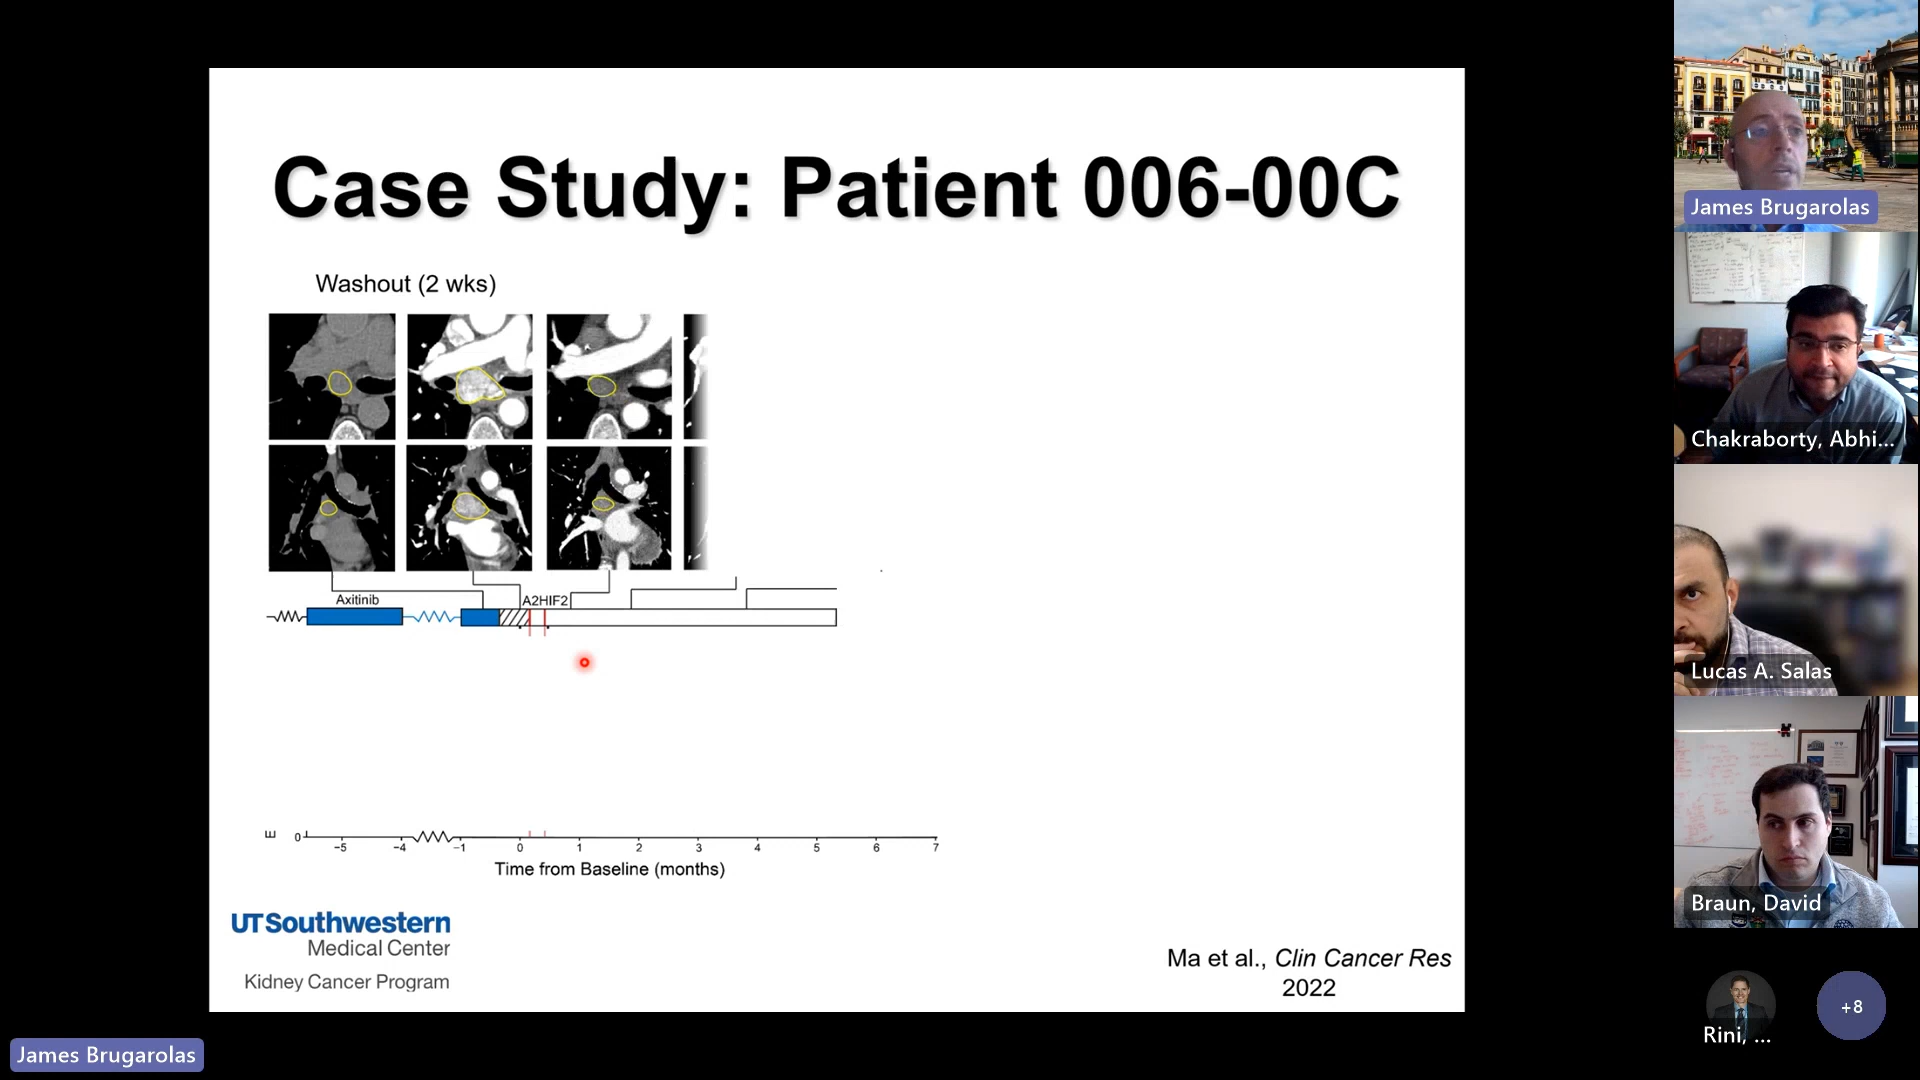 Case Study: Patient 006-00C
Washout (2 wks)
Axitinib
A2HIF2
E
0
−5 −4 −1 0 1 2 3 4 5 6 7
Time from Baseline (months)
UTSouthwestern
Medical Center
Kidney Cancer Program
Ma et al., Clin Cancer Res
2022
James Brugarolas
James Brugarolas
Chakraborty, Abhi...
Lucas A. Salas
Braun, David
Rini, ...
+8